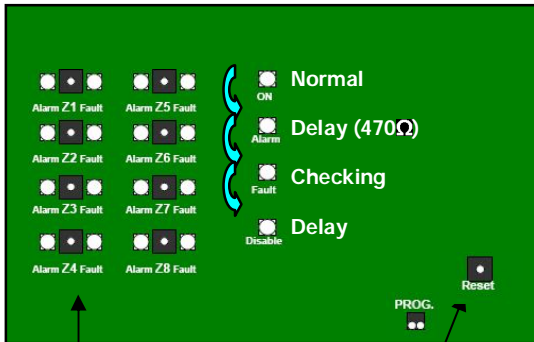 Normal
ON
Alarm Z1 Fault
Alarm Z5 Fault
Delay (470Ω)
Alarm
Alarm Z2 Fault
Alarm Z6 Fault
Checking
Fault
Alarm Z3 Fault
Alarm Z7 Fault
Delay
Disable
Alarm Z4 Fault
Alarm Z8 Fault
Reset
PROG.